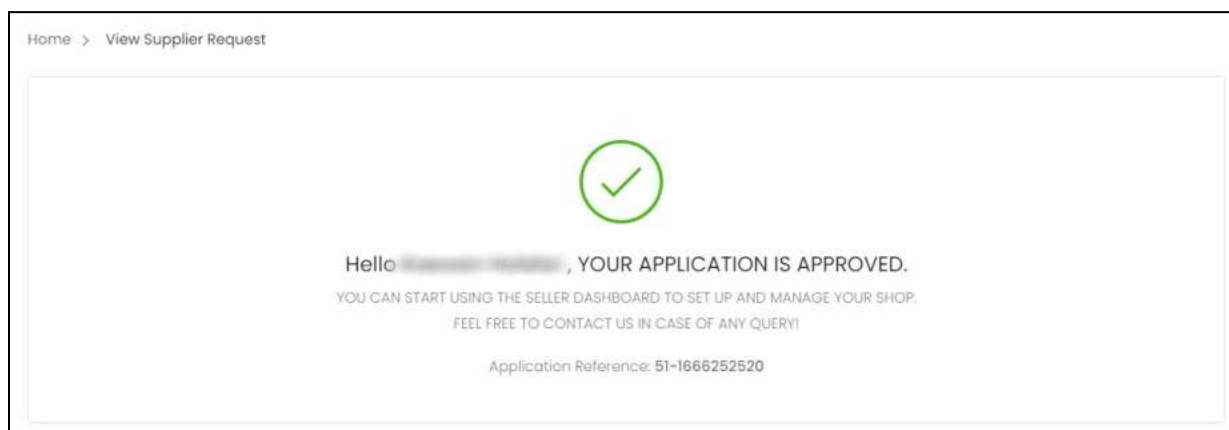 Home > View Supplier Request
Hello , YOUR APPLICATION IS APPROVED.
YOU CAN START USING THE SELLER DASHBOARD TO SET UP AND MANAGE YOUR SHOP.
FEEL FREE TO CONTACT US IN CASE OF ANY QUERY!
Application Reference: 51-1666252520